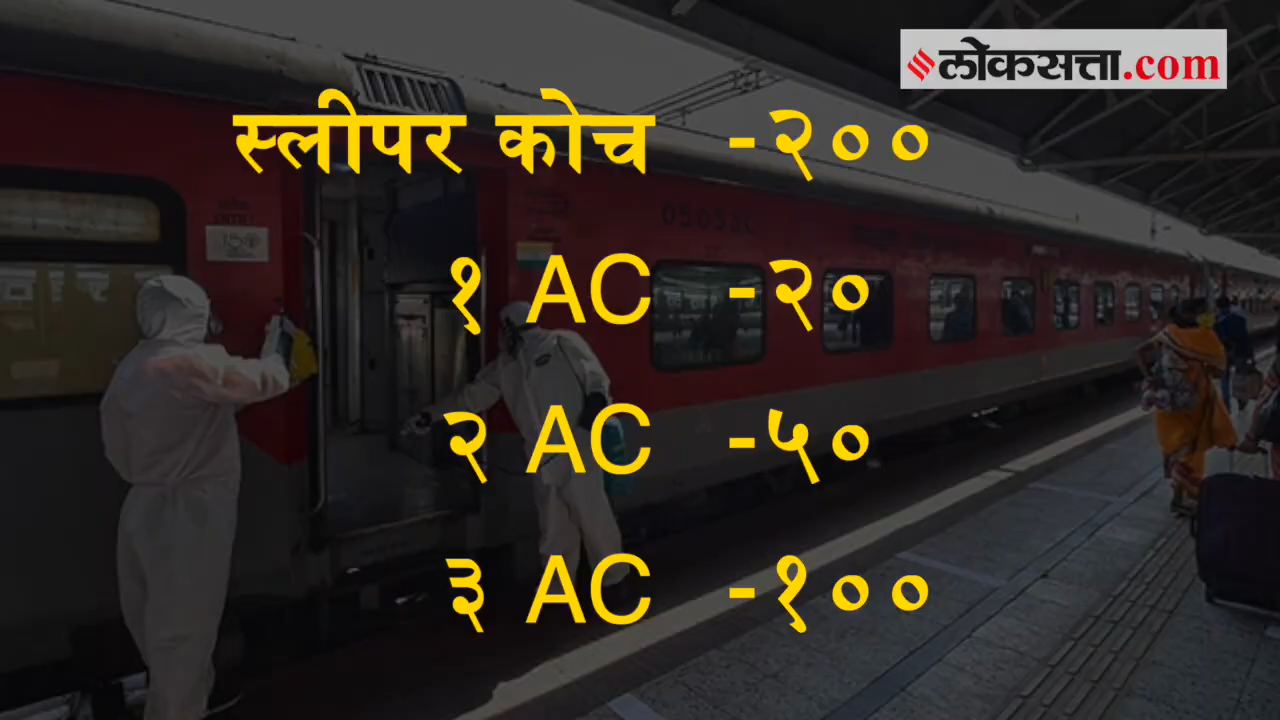 लोकसत्ता.com
स्लीपर कोच -२००
१ AC -२०
२ AC -५०
३ AC -१००